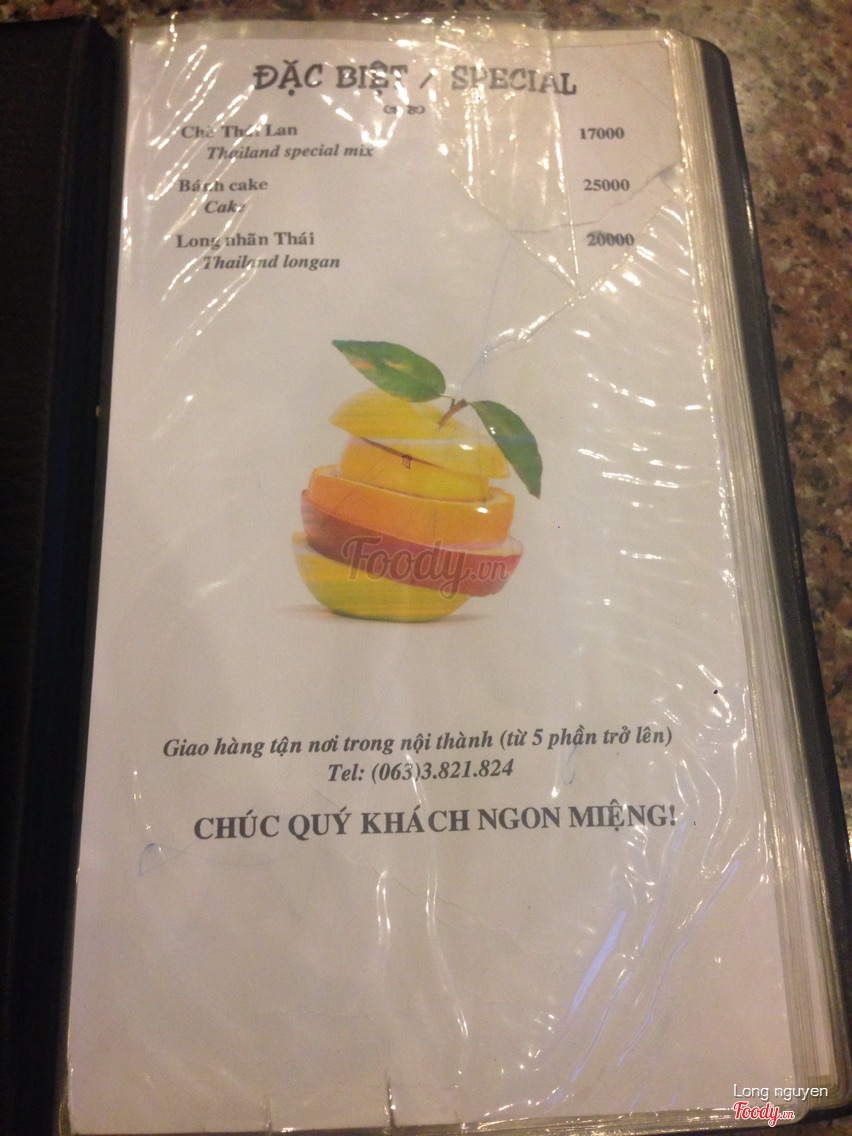 ĐẶC BIỆT / SPECIAL
Chè Thái Lan 17000
Thailand special mix
Bánh cake 25000
Cake
Long nhãn Thái 20000
Thailand longan
Foody.vn
Giao hàng tận nơi trong nội thành (từ 5 phần trở lên)
Tel: (063)3.821.824
CHÚC QUÝ KHÁCH NGON MIỆNG!
Long nguyen
Foody.vn